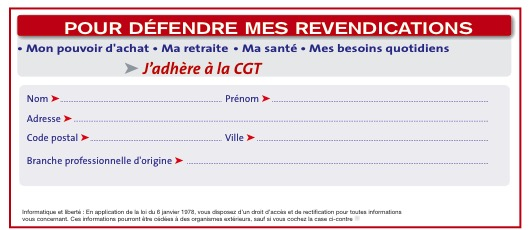 POUR DÉFENDRE MES REVENDICATIONS
• Mon pouvoir d'achat • Ma retraite • Ma santé • Mes besoins quotidiens
➤ J'adhère à la CGT
Nom ➤ Prénom ➤
Adresse ➤
Code postal ➤ Ville ➤
Branche professionnelle d'origine ➤
Informatique et liberté : En application de la loi du 6 janvier 1978, vous disposez d'un droit d'accès et de rectification pour toutes informations
vous concernant. Ces informations pourront être cédées à des organismes extérieurs, sauf si vous cochez la case ci-contre